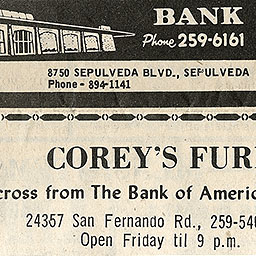 BANK
Phone 259-6161
8750 SEPULVEDA BLVD., SEPULVEDA
Phone - 894-1141
COREY'S FUR
cross from The Bank of Americ
24357 San Fernando Rd., 259-54
Open Friday til 9 p.m.